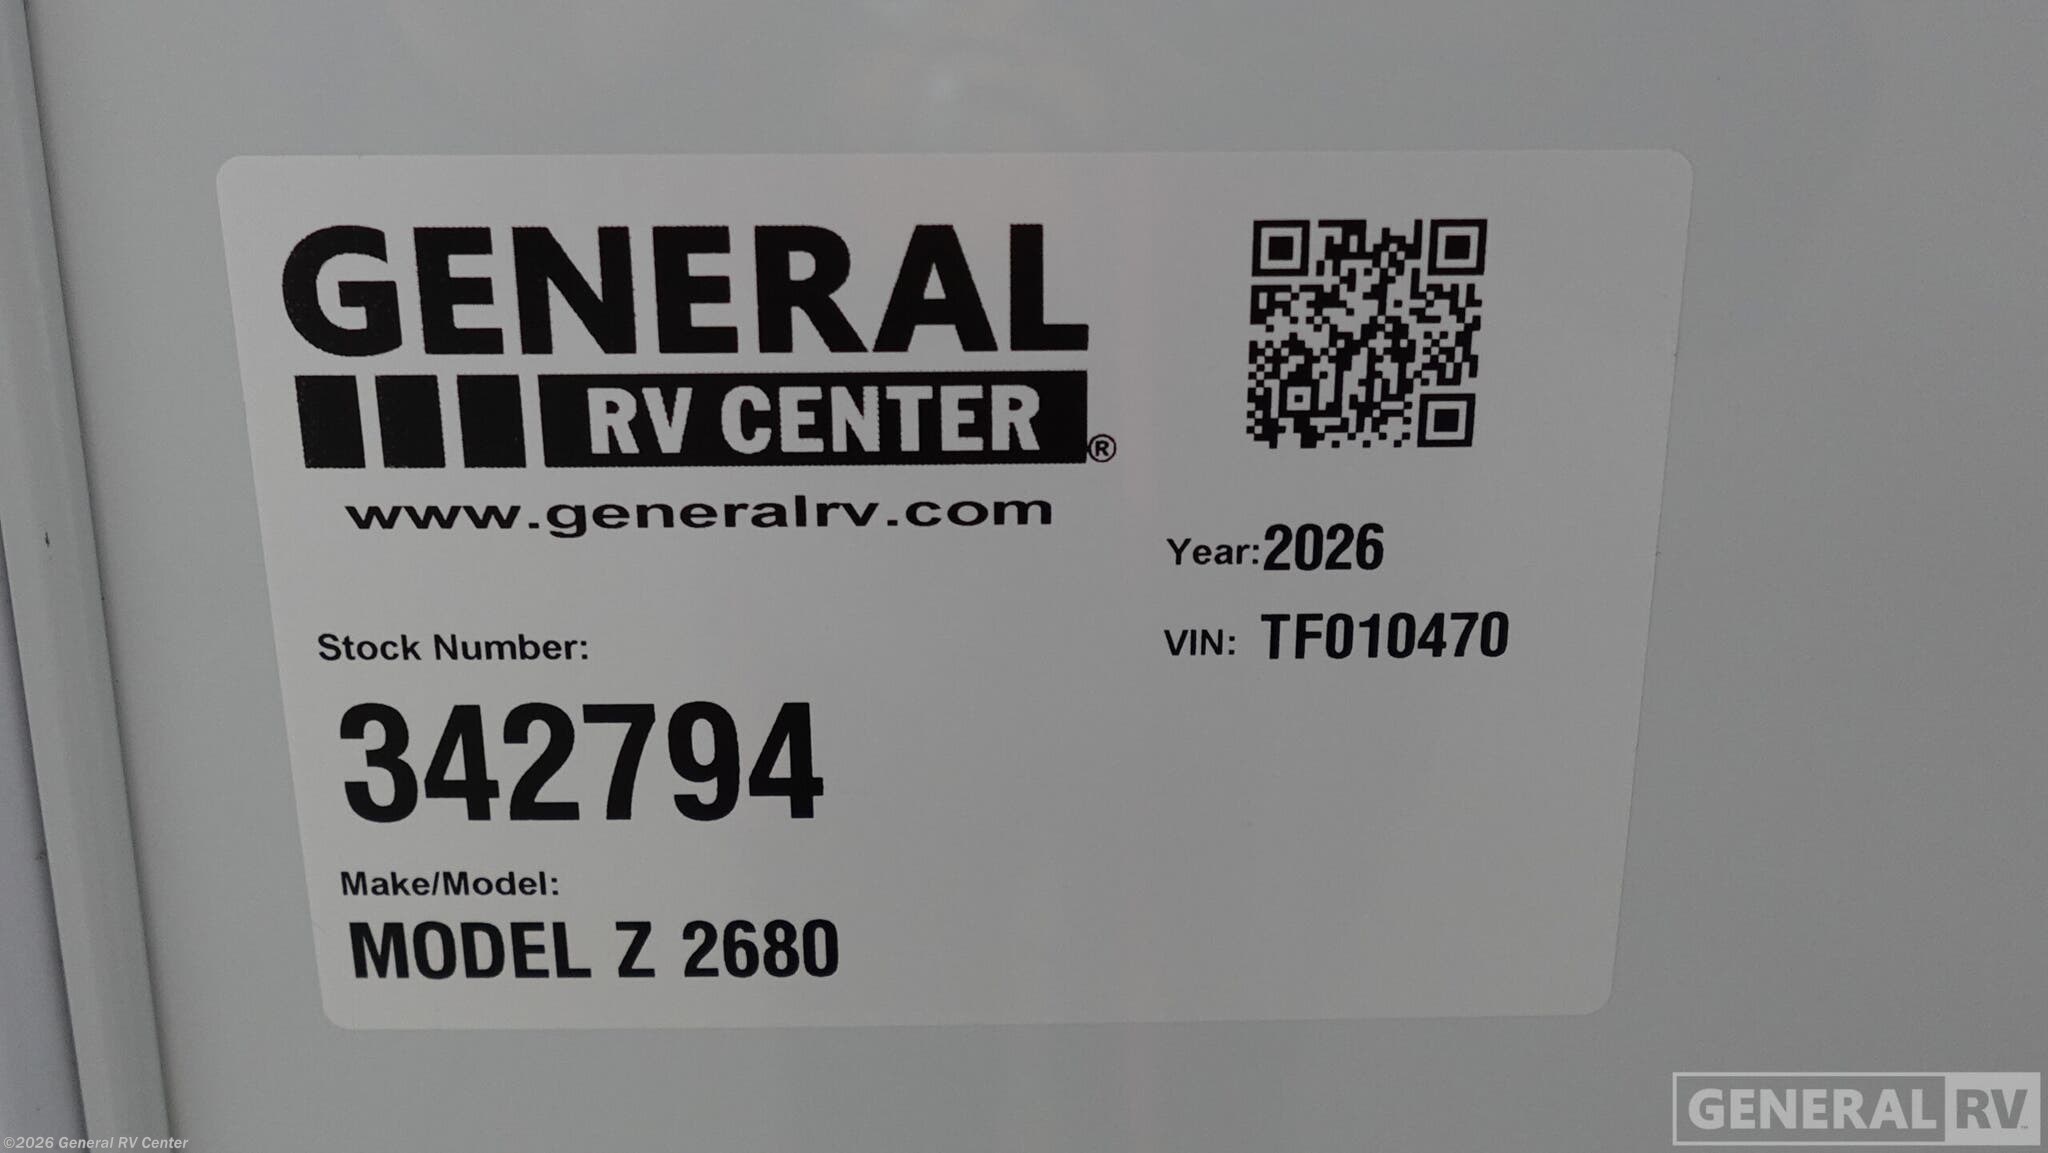 GENERAL
RV CENTER®
www.generalrv.com
Year: 2026
VIN: TF010470
Stock Number:
342794
Make/Model:
MODEL Z 2680
GENERAL RV™
©2026 General RV Center